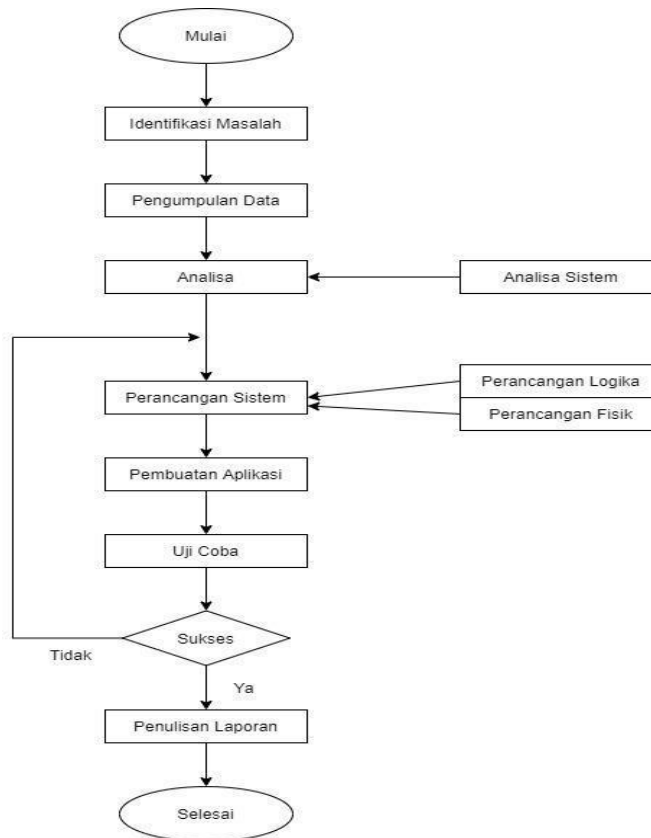 Mulai
Identifikasi Masalah
Pengumpulan Data
Analisa
Analisa Sistem
Perancangan Sistem
Perancangan Logika
Perancangan Fisik
Pembuatan Aplikasi
Uji Coba
Sukses
Tidak
Ya
Penulisan Laporan
Selesai